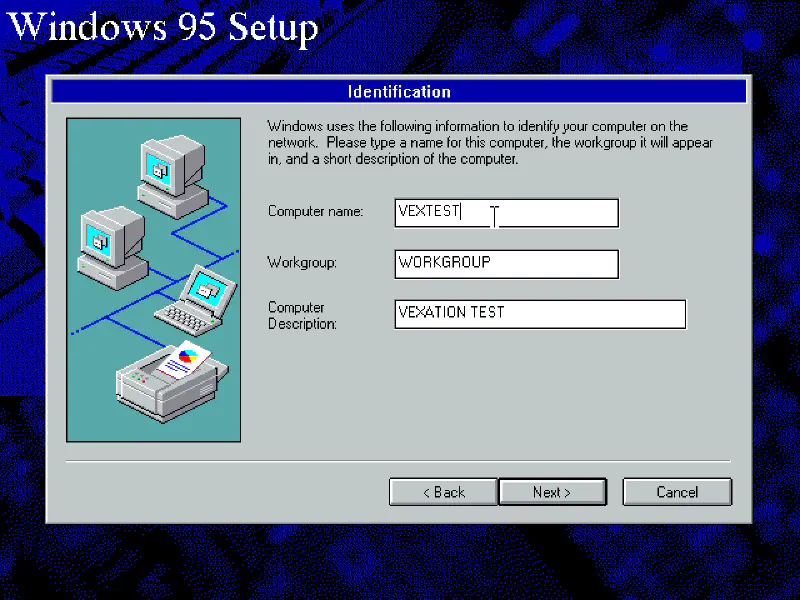 Windows 95 Setup
Identification
Windows uses the following information to identify your computer on the
network.  Please type a name for this computer, the workgroup it will appear
in, and a short description of the computer.
Computer name:
VEXTEST
Workgroup:
WORKGROUP
Computer
Description:
VEXATION TEST
< Back
Next >
Cancel